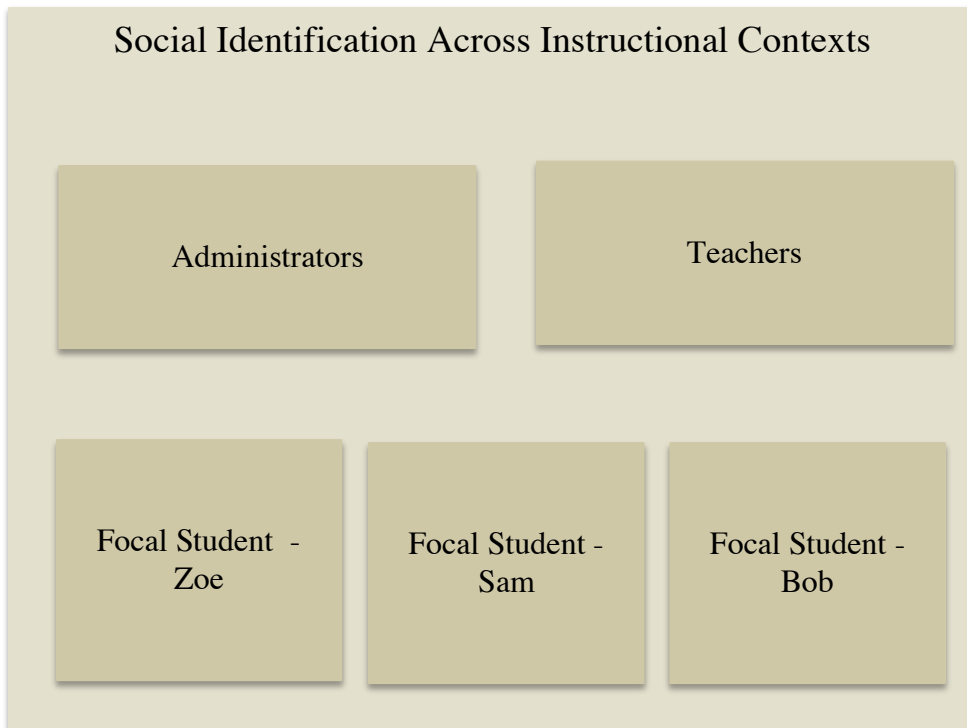 Social Identification Across Instructional Contexts
Administrators
Teachers
Focal Student -
Zoe
Focal Student -
Sam
Focal Student -
Bob